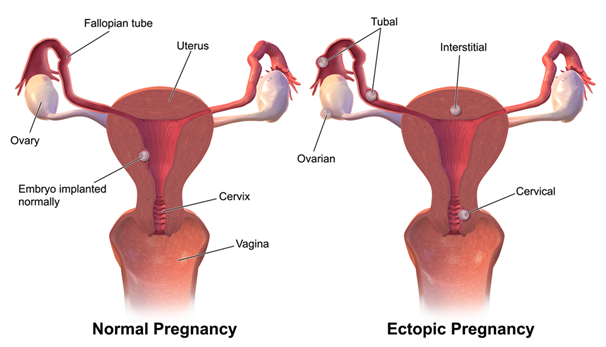 Fallopian tube
Uterus
Ovary
Embryo implanted
normally
Cervix
Vagina
Normal Pregnancy
Tubal
Interstitial
Ovarian
Cervical
Ectopic Pregnancy